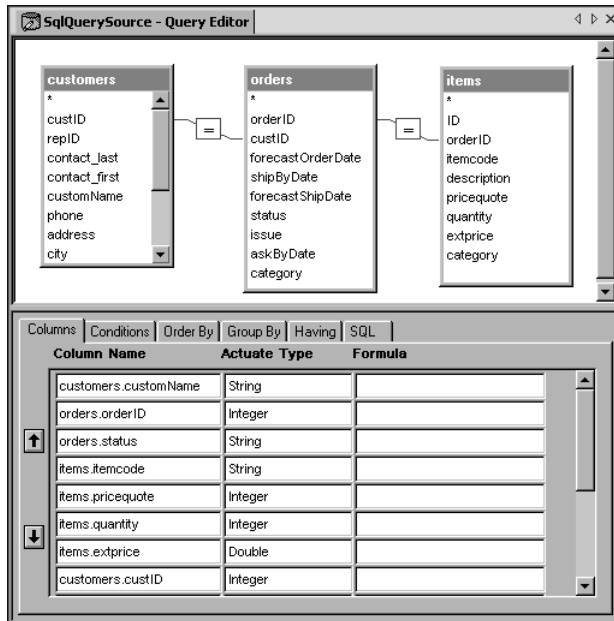 SqlQuerySource - Query Editor
customers
*
custID
repID
contact_last
contact_first
customName
phone
address
city
=
orders
*
orderID
custID
forecastOrderDate
shipByDate
forecastShipDate
status
issue
askByDate
category
=
items
*
ID
orderID
itemcode
description
pricequote
quantity
extprice
category
Columns Conditions Order By Group By Having SQL
Column Name Actuate Type Formula
customers.customName String
orders.orderID Integer
orders.status String
items.itemcode String
items.pricequote Integer
items.quantity Integer
items.extprice Double
customers.custID Integer